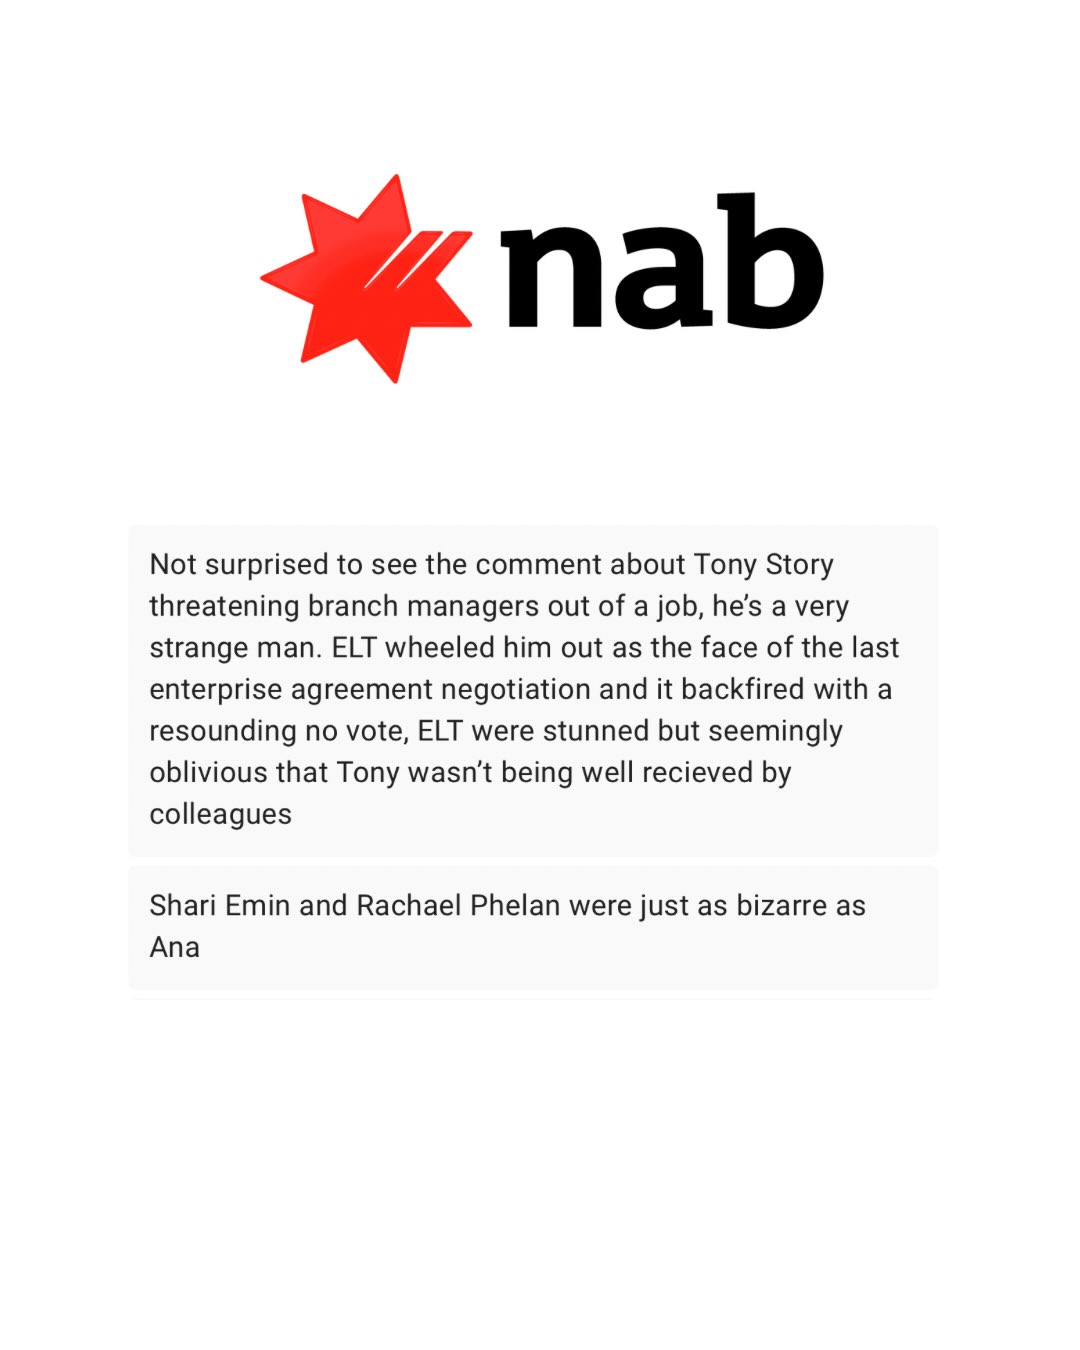 nab
Not surprised to see the comment about Tony Story
threatening branch managers out of a job, he’s a very
strange man. ELT wheeled him out as the face of the last
enterprise agreement negotiation and it backfired with a
resounding no vote, ELT were stunned but seemingly
oblivious that Tony wasn’t being well recieved by
colleagues
Shari Emin and Rachael Phelan were just as bizarre as
Ana